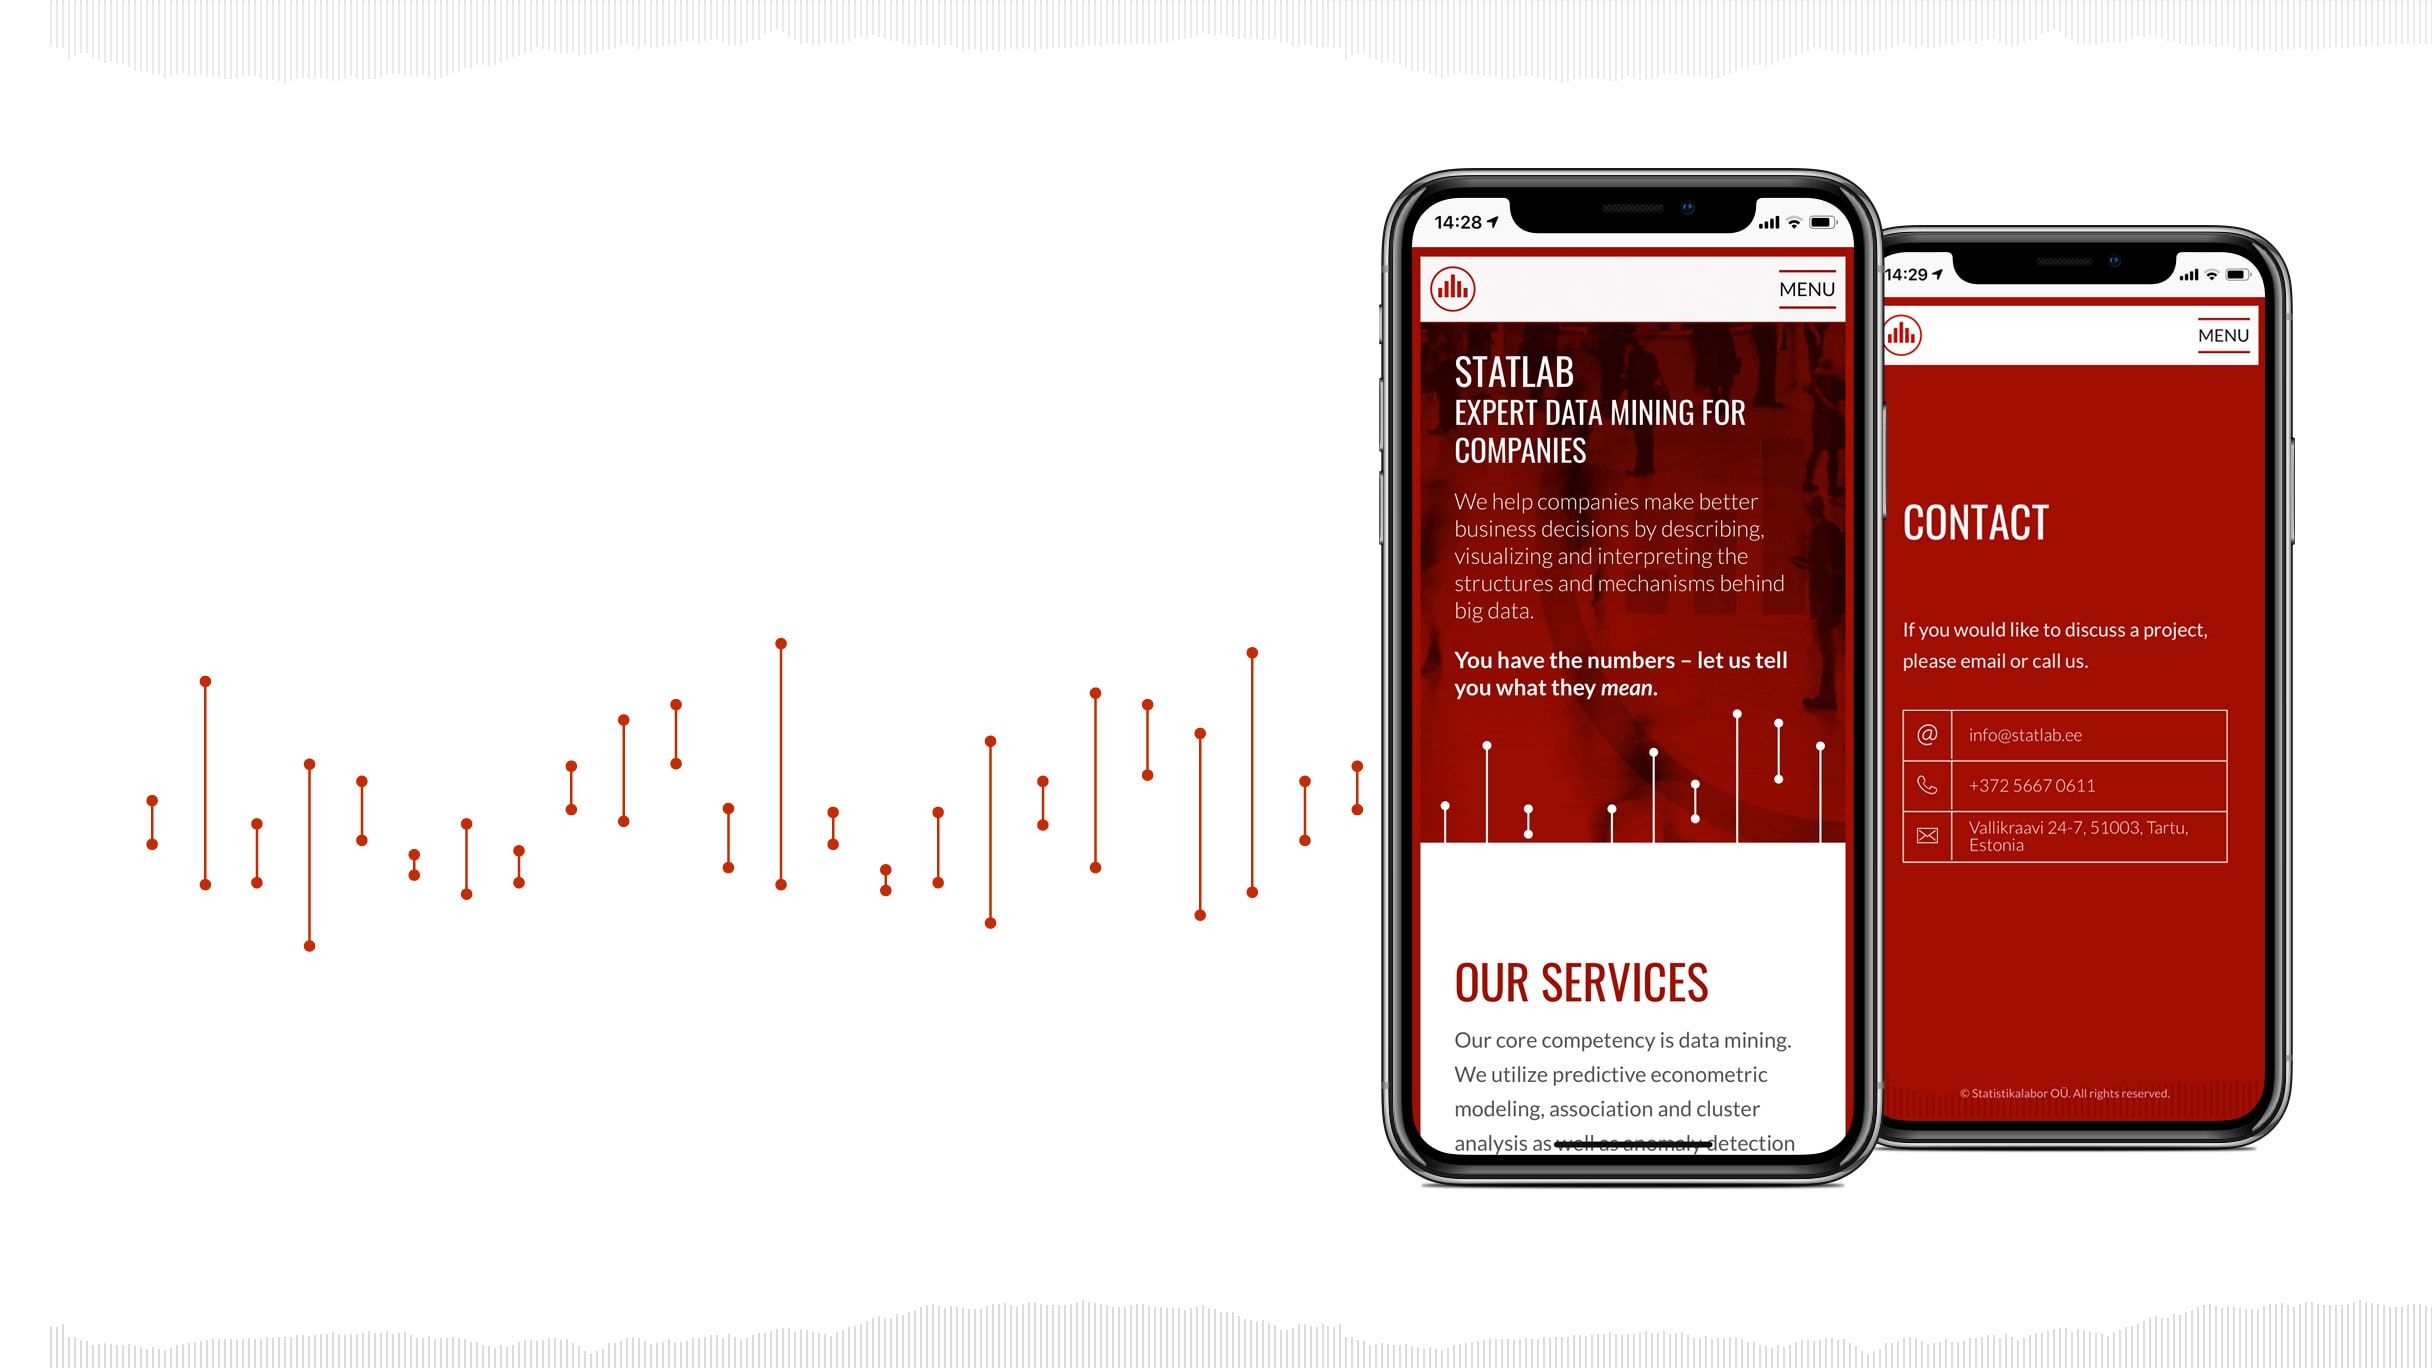 14:28
MENU
STATLAB
EXPERT DATA MINING FOR
COMPANIES
We help companies make better
business decisions by describing,
visualizing and interpreting the
structures and mechanisms behind
big data.
You have the numbers – let us tell
you what they mean.
OUR SERVICES
Our core competency is data mining.
We utilize predictive econometric
modeling, association and cluster
analysis as well as anomaly detection
14:29
MENU
CONTACT
If you would like to discuss a project,
please email or call us.
info@statlab.ee
+372 5667 0611
Vallikraavi 24-7, 51003, Tartu,
Estonia
© Statistikalabor OÜ. All rights reserved.